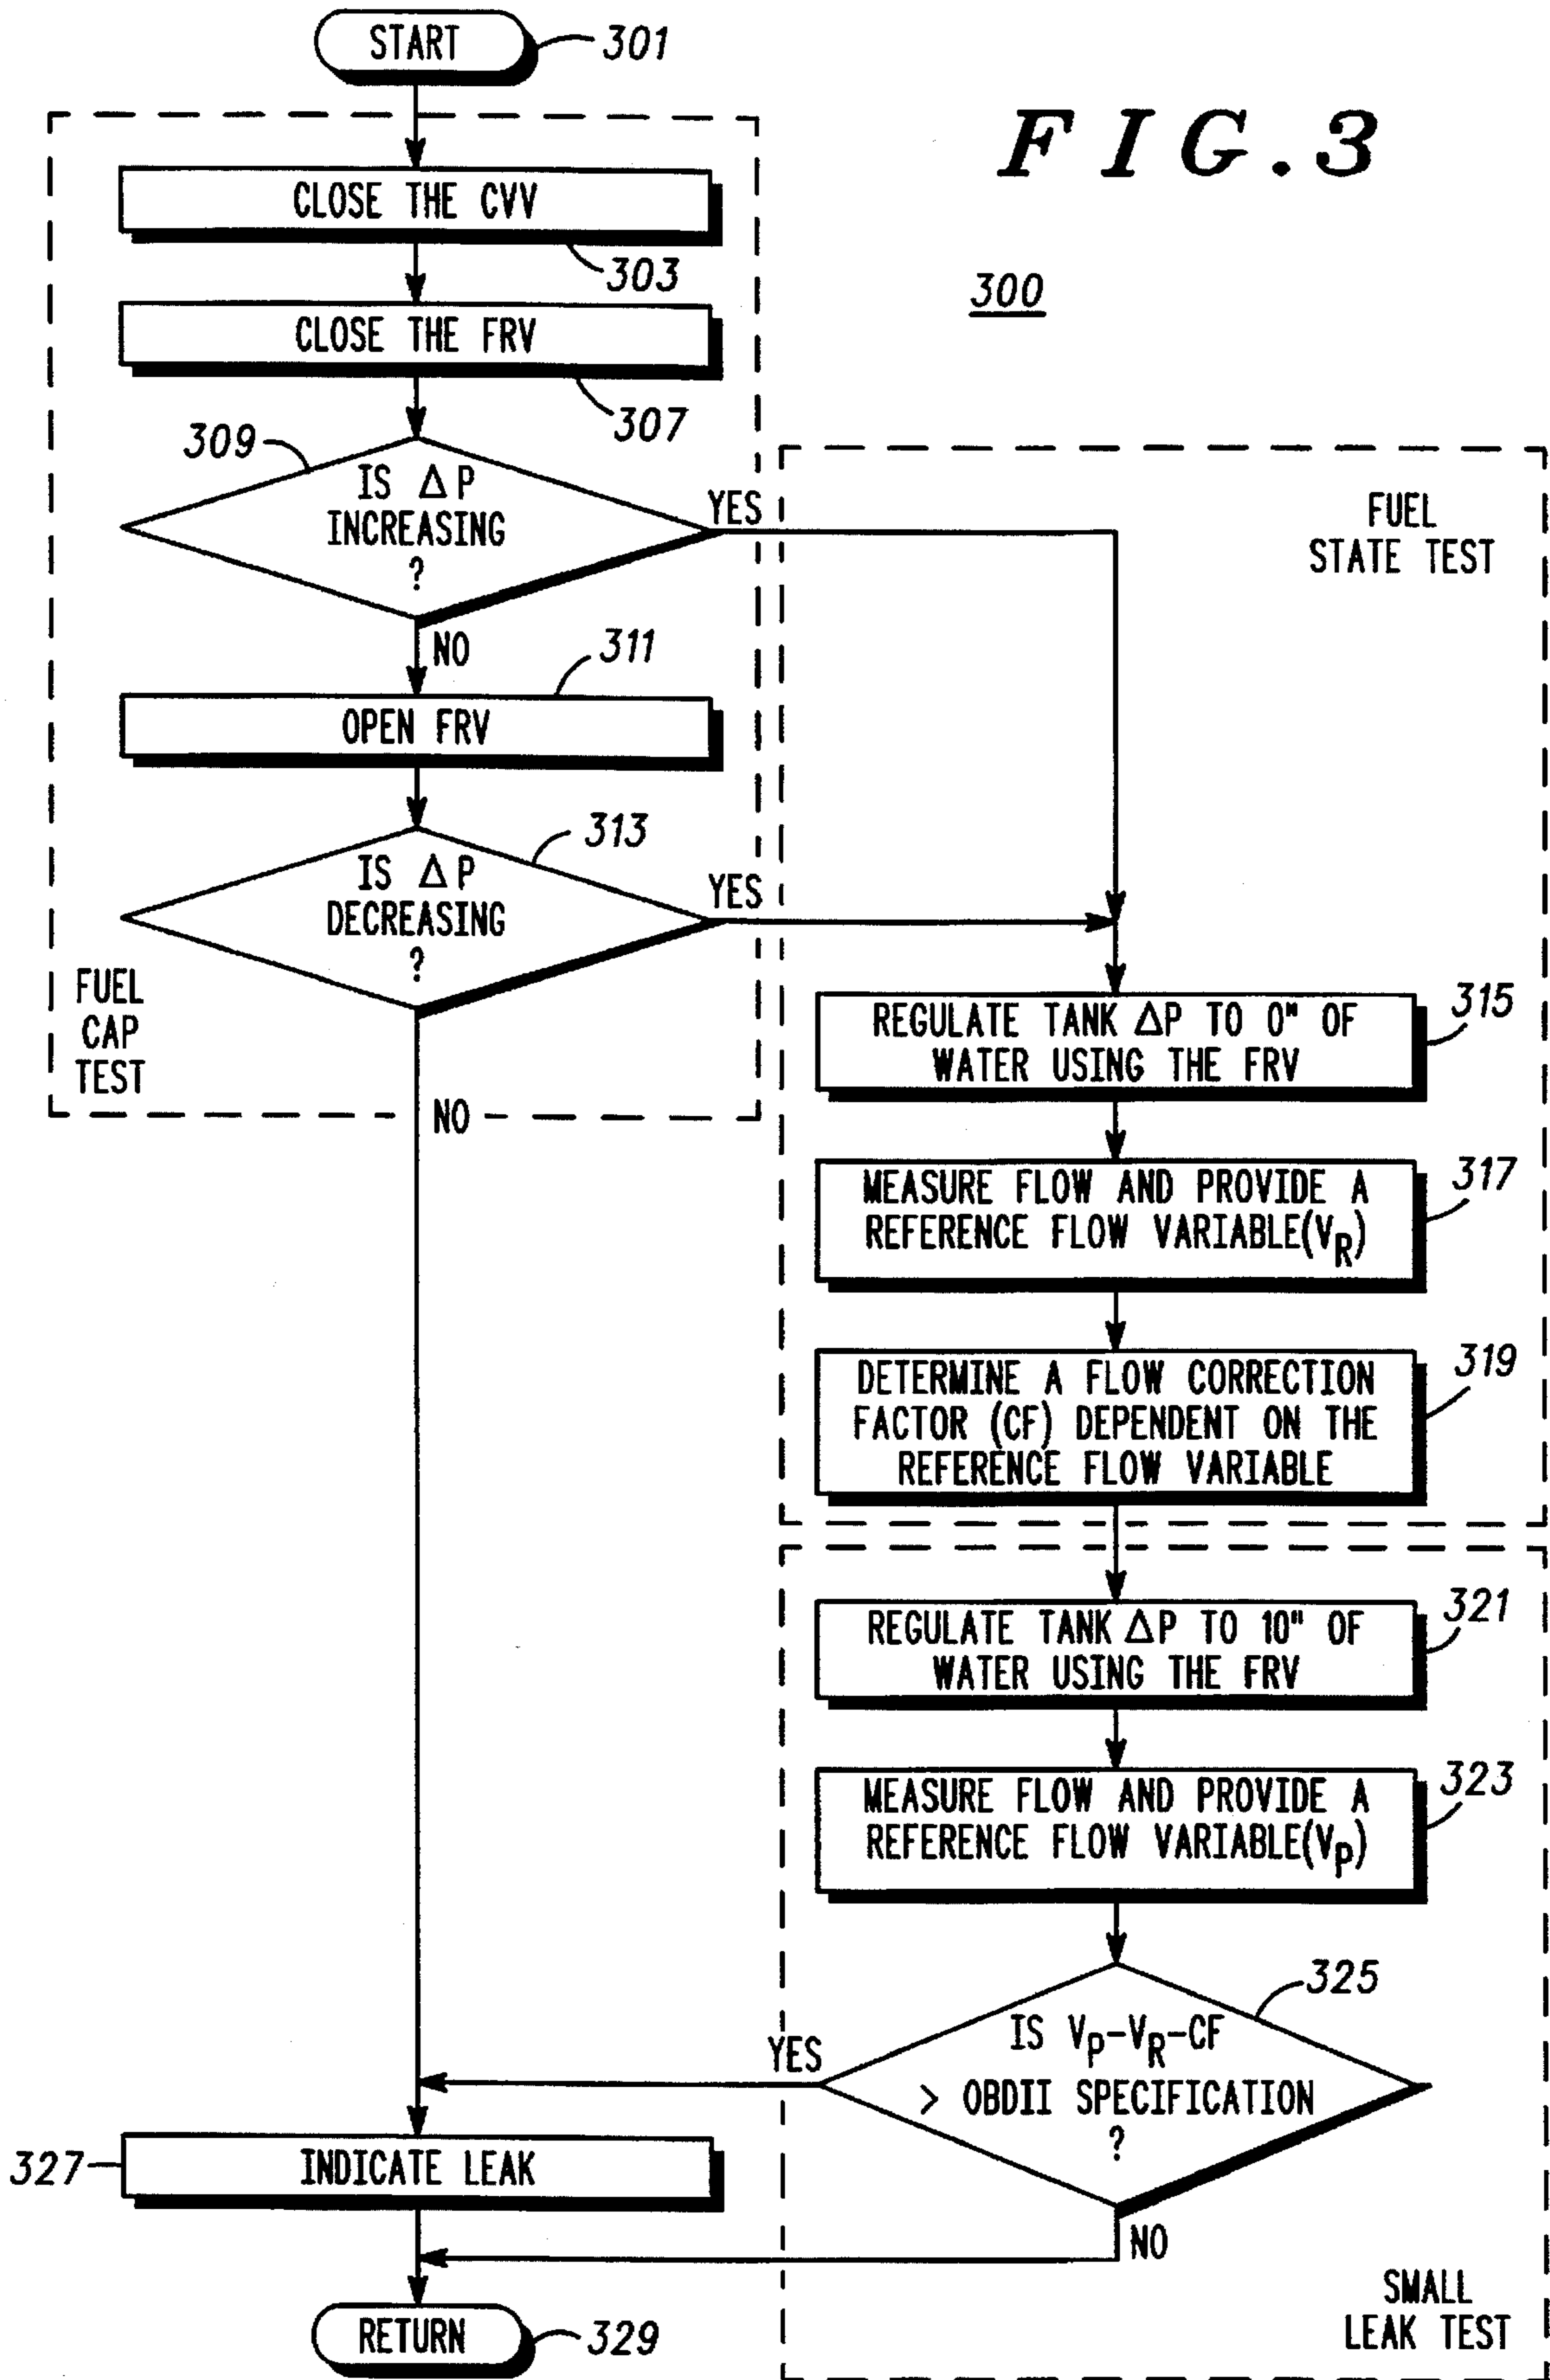 START
301
FIG.3
300
CLOSE THE CVV
303
CLOSE THE FRV
307
309
IS ΔP
INCREASING
?
YES
NO
FUEL
STATE TEST
311
OPEN FRV
313
IS ΔP
DECREASING
?
YES
NO
FUEL
CAP
TEST
REGULATE TANK ΔP TO 0" OF
WATER USING THE FRV
315
MEASURE FLOW AND PROVIDE A
REFERENCE FLOW VARIABLE(VR)
317
DETERMINE A FLOW CORRECTION
FACTOR (CF) DEPENDENT ON THE
REFERENCE FLOW VARIABLE
319
REGULATE TANK ΔP TO 10" OF
WATER USING THE FRV
321
MEASURE FLOW AND PROVIDE A
REFERENCE FLOW VARIABLE(VP)
323
325
IS VP-VR-CF
> OBDII SPECIFICATION
?
YES
NO
327
INDICATE LEAK
SMALL
LEAK TEST
RETURN
329